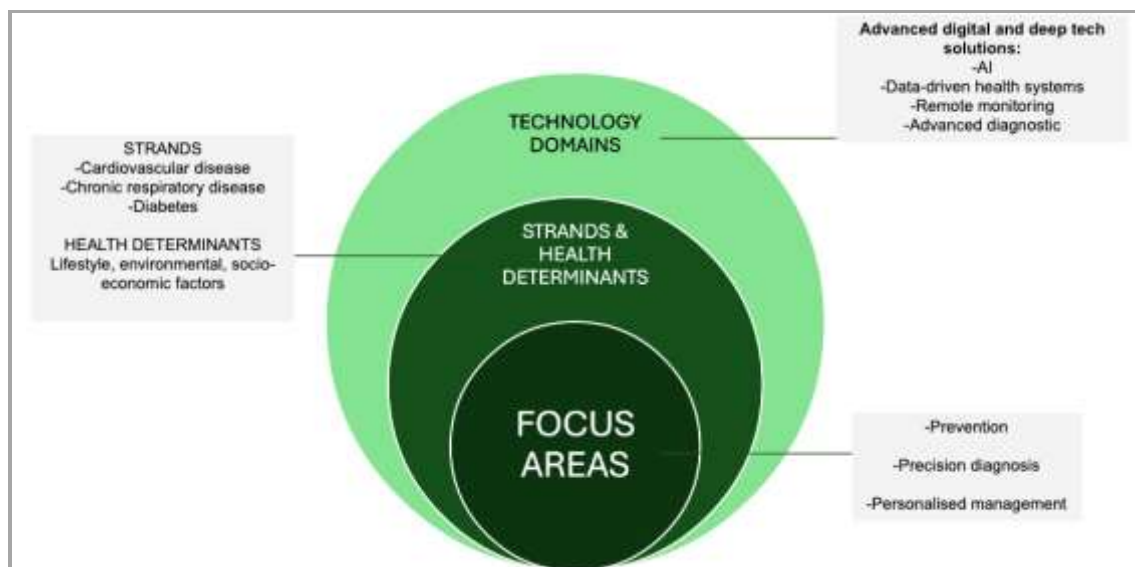 Advanced digital and deep tech
solutions:
-AI
-Data-driven health systems
-Remote monitoring
-Advanced diagnostic
TECHNOLOGY
DOMAINS
STRANDS
-Cardiovascular disease
-Chronic respiratory disease
-Diabetes
HEALTH DETERMINANTS
Lifestyle, environmental, socio-
economic factors
STRANDS &
HEALTH
DETERMINANTS
FOCUS
AREAS
-Prevention
-Precision diagnosis
-Personalised management